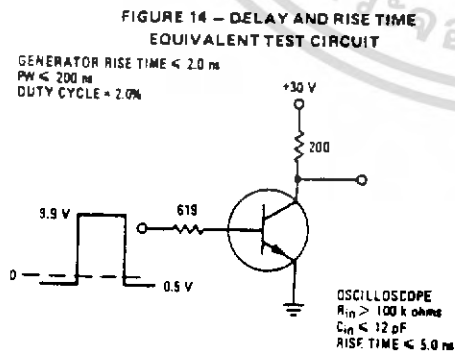 FIGURE 14 – DELAY AND RISE TIME
EQUIVALENT TEST CIRCUIT
GENERATOR RISE TIME ≤ 2.0 ns
PW ≤ 200 ns
DUTY CYCLE = 2.0%
+30 V
200
9.9 V
619
0
0.5 V
OSCILLOSCOPE
Rin > 100 k ohms
Cin ≤ 12 pF
RISE TIME ≤ 5.0 ns